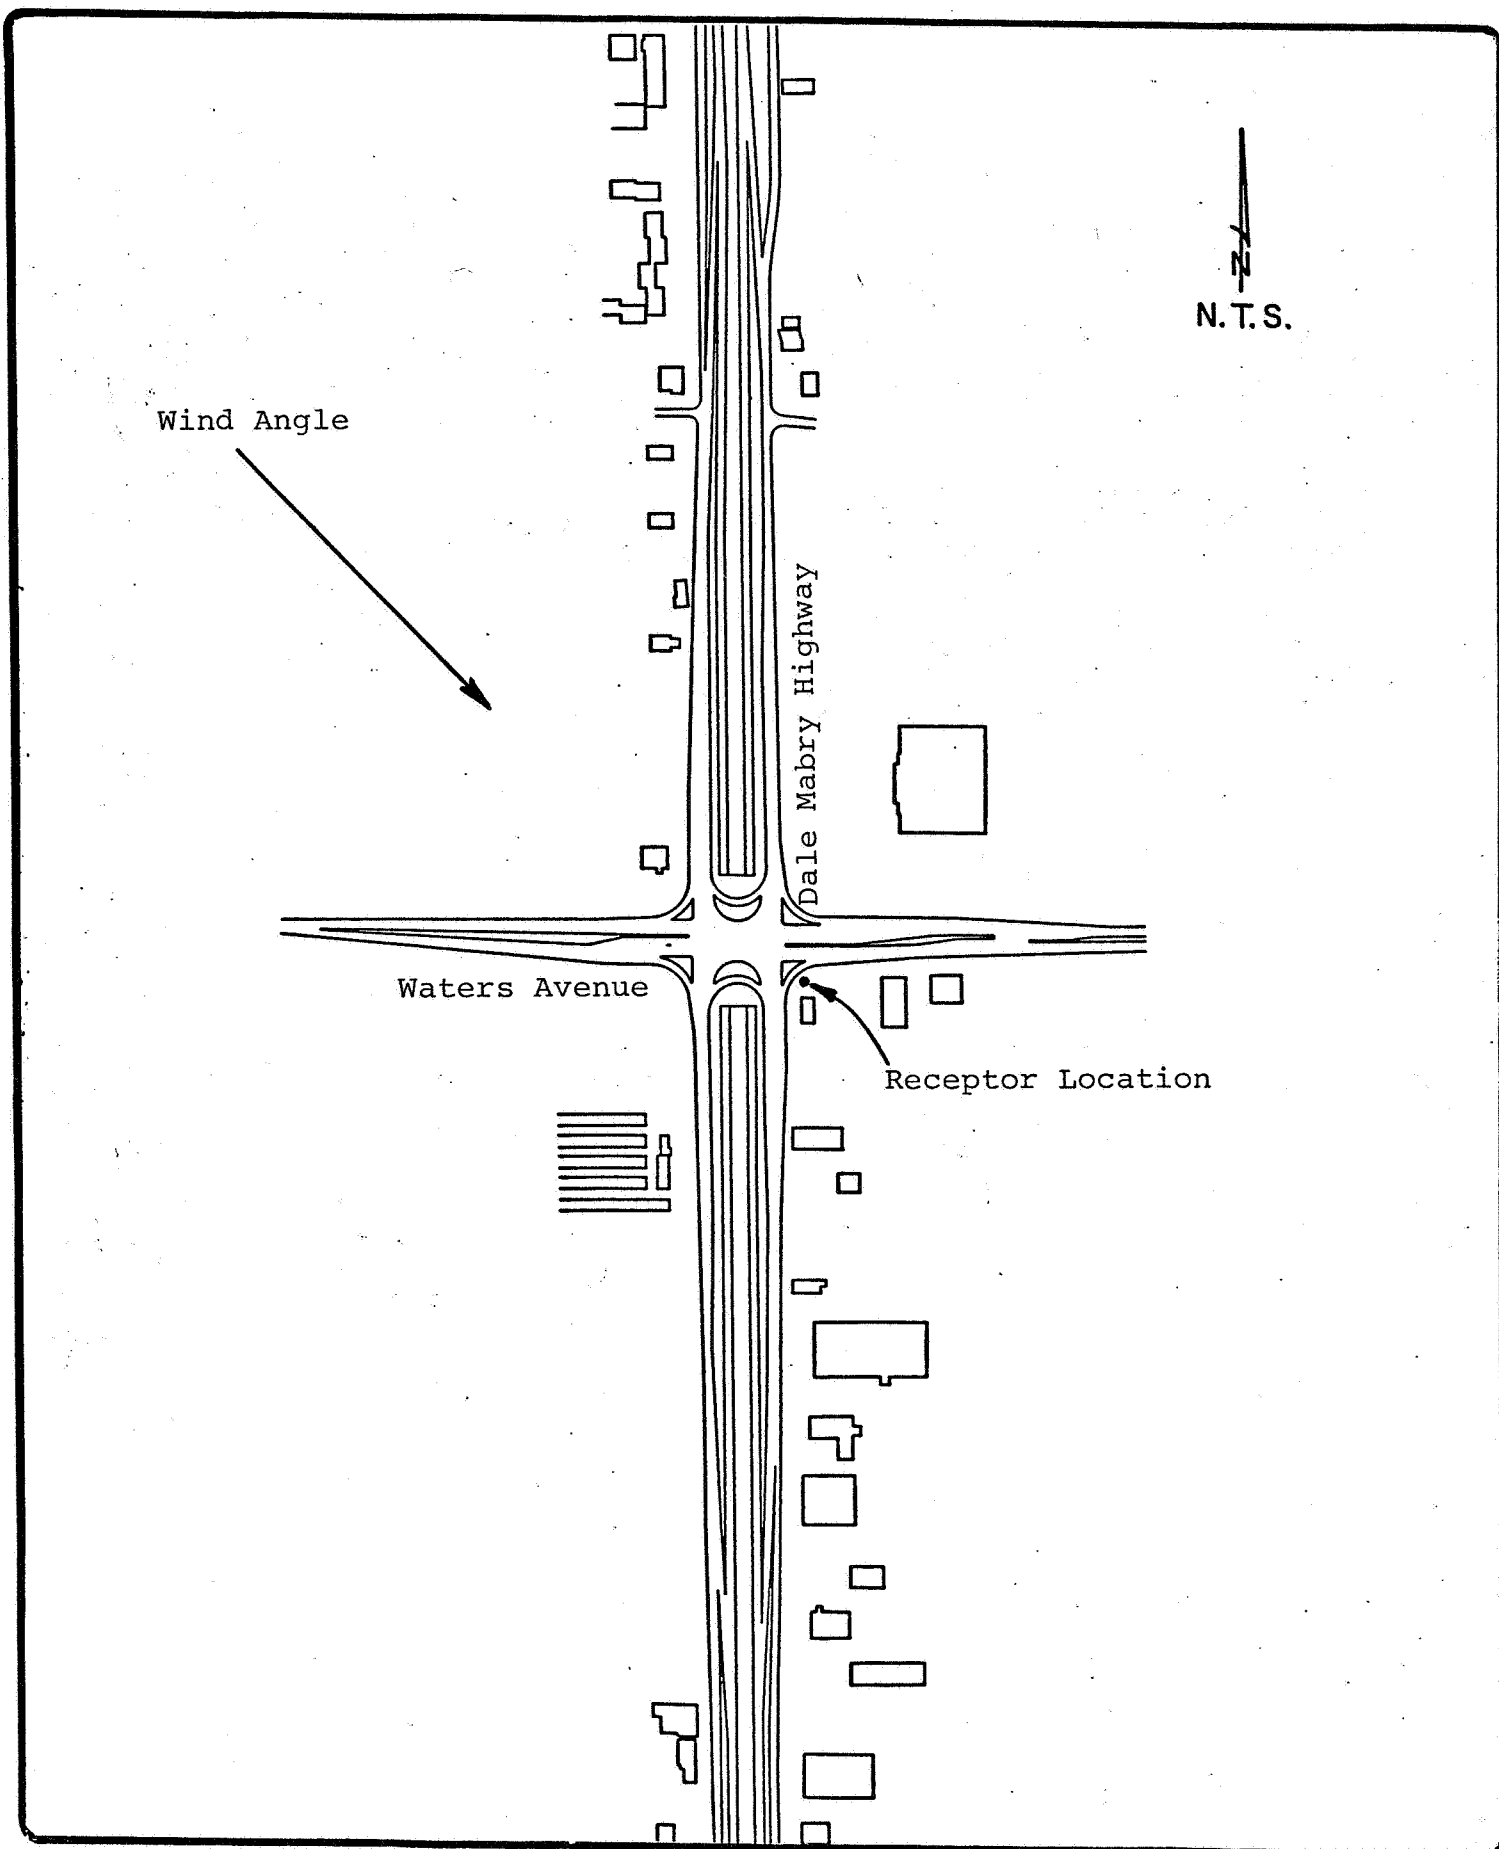 N
N.T.S.
Wind Angle
Dale Mabry Highway
Waters Avenue
Receptor Location